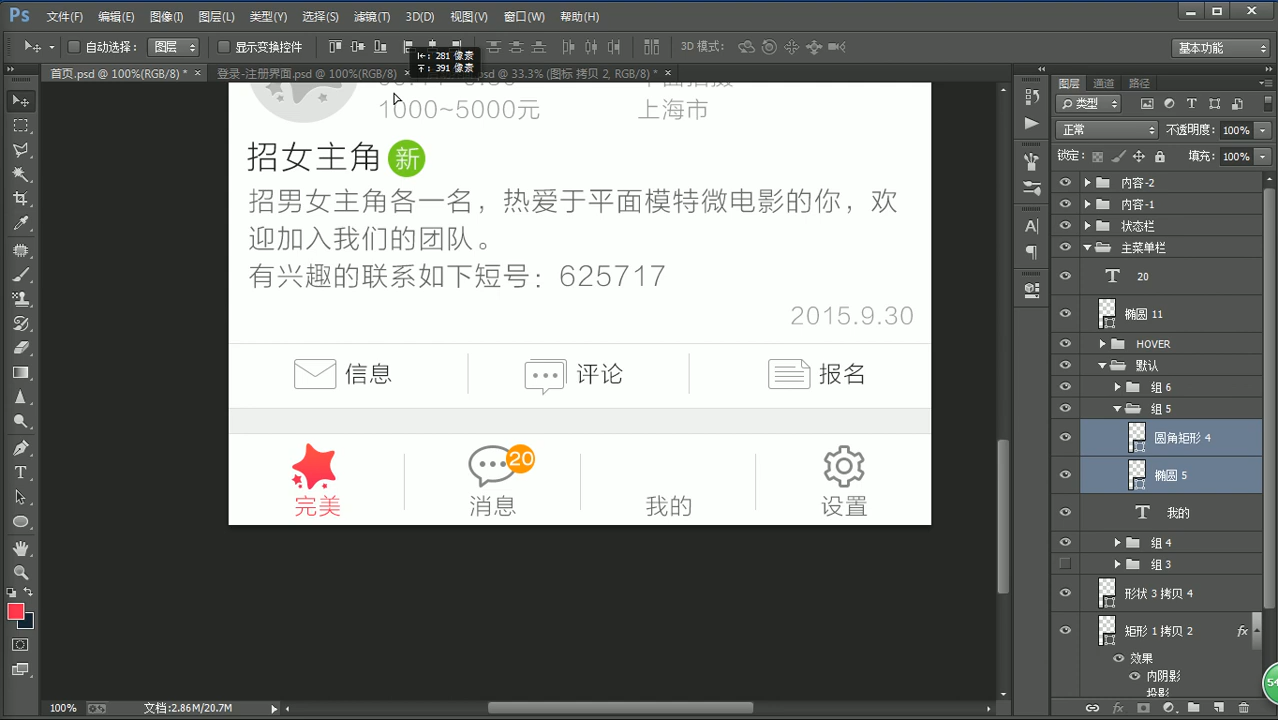 Ps 文件(F) 编辑(E) 图像(I) 图层(L) 类型(Y) 选择(S) 滤镜(T) 3D(D) 视图(V) 窗口(W) 帮助(H)
自动选择: 图层 显示变换控件 3D 模式: 基本功能
281 像素
391 像素
首页.psd @ 100%(RGB/8) * × 登录-注册界面.psd @ 100%(RGB/8) .psd @ 33.3% (图标 拷贝 2, RGB/8) * ×
图层 通道 路径
类型
正常 不透明度: 100%
锁定: 填充: 100%
1000~5000元 上海市
招女主角 新
招男女主角各一名，热爱于平面模特微电影的你，欢
迎加入我们的团队。
有兴趣的联系如下短号：625717
2015.9.30
信息 评论 报名
20
完美 消息 我的 设置
内容-2
内容-1
状态栏
主菜单栏
T 20
椭圆 11
HOVER
默认
组 6
组 5
圆角矩形 4
椭圆 5
T 我的
组 4
组 3
形状 3 拷贝 4
矩形 1 拷贝 2 fx
效果
内阴影
投影
100% 文档:2.86M/20.7M
54